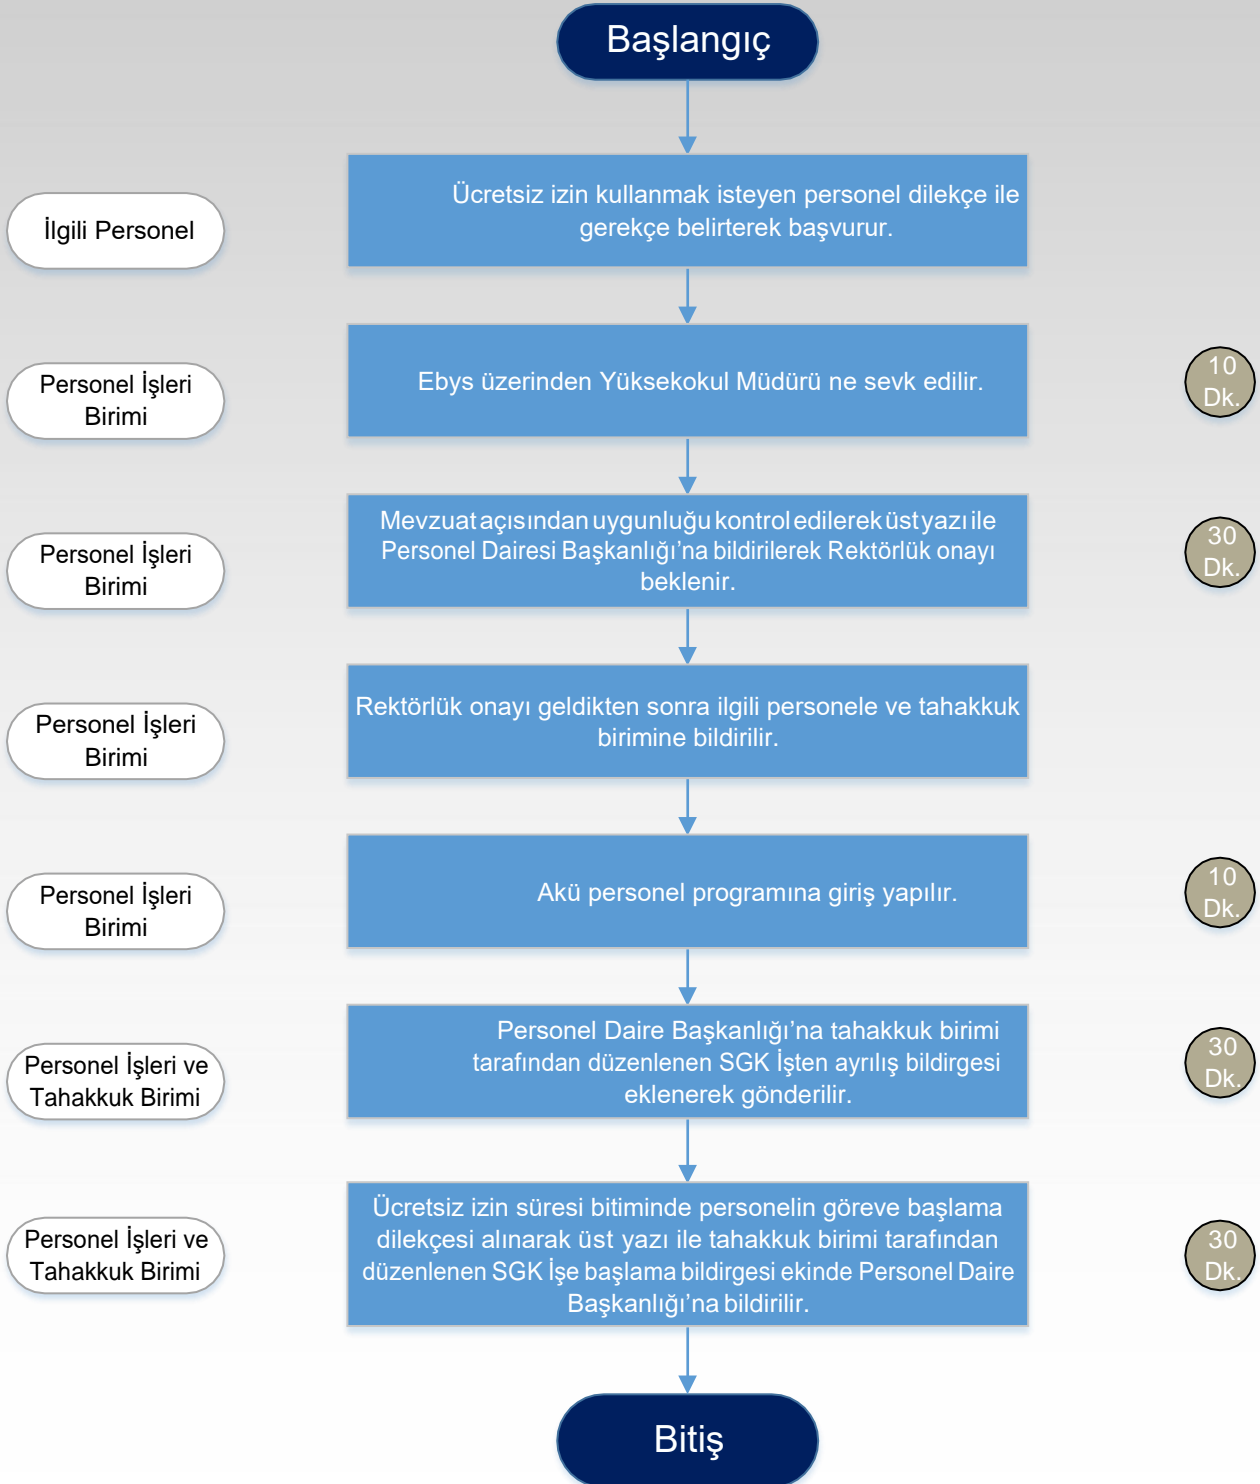 Başlangıç
İlgili Personel
Ücretsiz izin kullanmak isteyen personel dilekçe ile
gerekçe belirterek başvurur.
Personel İşleri
Birimi
Ebys üzerinden Yüksekokul Müdürü ne sevk edilir.
10
Dk.
Personel İşleri
Birimi
Mevzuat açısından uygunluğu kontrol edilerek üst yazı ile
Personel Dairesi Başkanlığı’na bildirilerek Rektörlük onayı
beklenir.
30
Dk.
Personel İşleri
Birimi
Rektörlük onayı geldikten sonra ilgili personele ve tahakkuk
birimine bildirilir.
Personel İşleri
Birimi
Akü personel programına giriş yapılır.
10
Dk.
Personel İşleri ve
Tahakkuk Birimi
Personel Daire Başkanlığı’na tahakkuk birimi
tarafından düzenlenen SGK İşten ayrılış bildirgesi
eklenerek gönderilir.
30
Dk.
Personel İşleri ve
Tahakkuk Birimi
Ücretsiz izin süresi bitiminde personelin göreve başlama
dilekçesi alınarak üst yazı ile tahakkuk birimi tarafından
düzenlenen SGK İşe başlama bildirgesi ekinde Personel Daire
Başkanlığı’na bildirilir.
30
Dk.
Bitiş